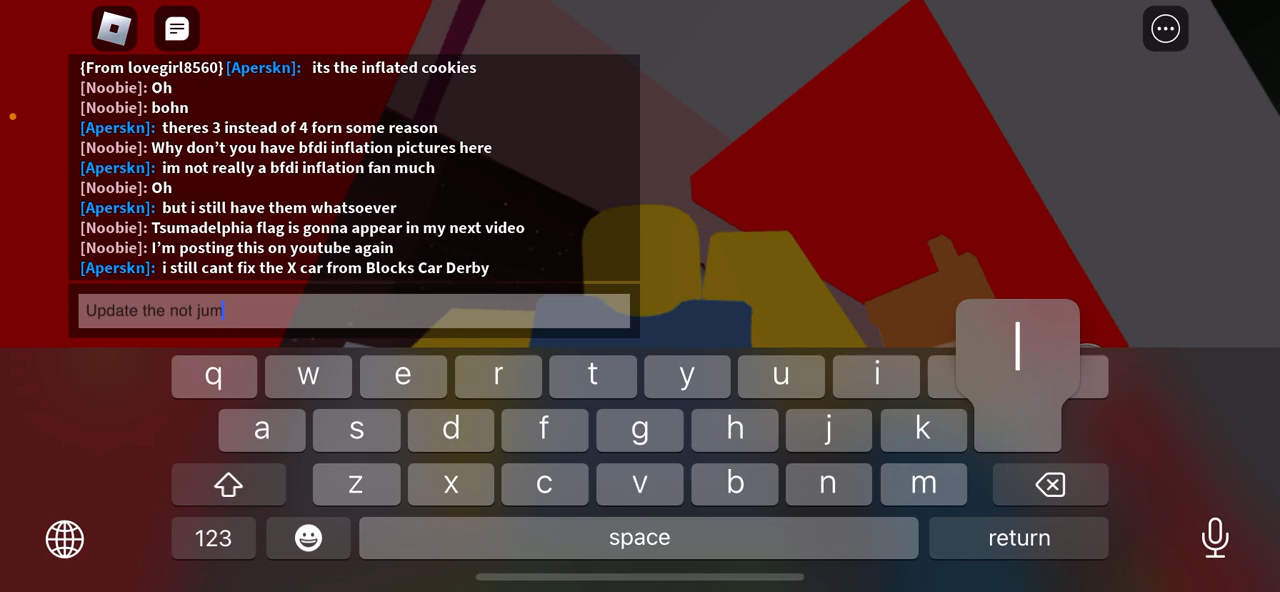 {From lovegirl8560} [Aperskn]: its the inflated cookies
[Noobie]: Oh
[Noobie]: bohn
[Aperskn]: theres 3 instead of 4 forn some reason
[Noobie]: Why don’t you have bfdi inflation pictures here
[Aperskn]: im not really a bfdi inflation fan much
[Noobie]: Oh
[Aperskn]: but i still have them whatsoever
[Noobie]: Tsumadelphia flag is gonna appear in my next video
[Noobie]: I’m posting this on youtube again
[Aperskn]: i still cant fix the X car from Blocks Car Derby
Update the not jum
q w e r t y u i
a s d f g h j k l
z x c v b n m
123 space return